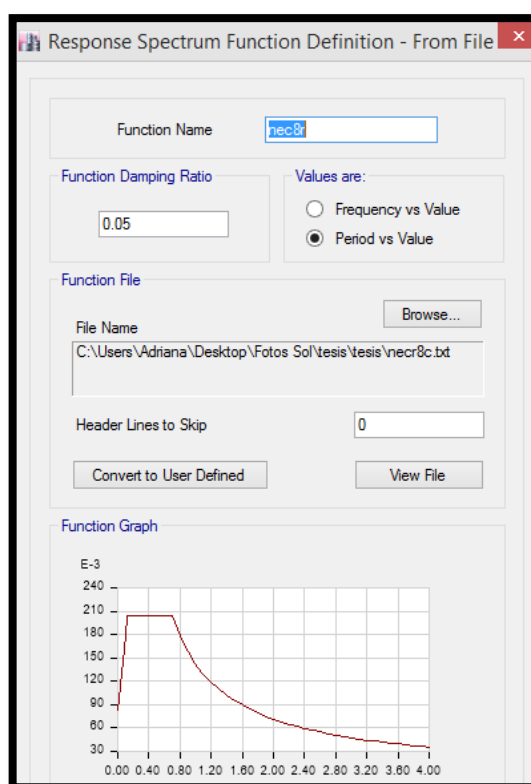 Response Spectrum Function Definition - From File
Function Name
nec8r
Function Damping Ratio
0.05
Values are:
Frequency vs Value
Period vs Value
Function File
Browse...
File Name
C:\Users\Adriana\Desktop\Fotos Sol\tesis\tesis\necr8c.txt
Header Lines to Skip
0
Convert to User Defined
View File
Function Graph
E-3
240
210
180
150
120
90
60
30
0.00 0.40 0.80 1.20 1.60 2.00 2.40 2.80 3.20 3.60 4.00